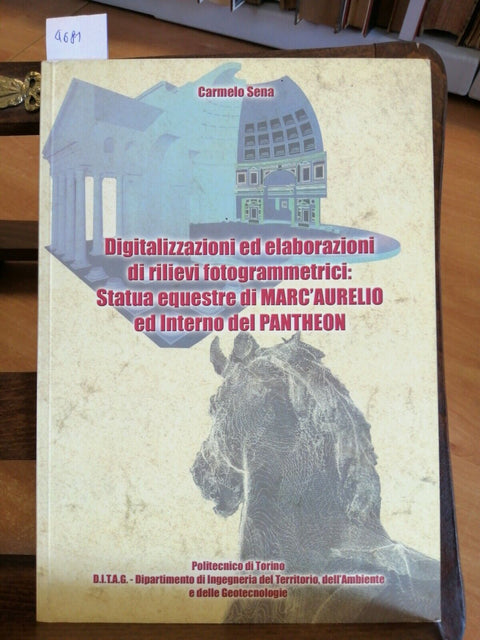 Q681
Carmelo Sena
Digitalizzazioni ed elaborazioni
di rilievi fotogrammetrici:
Statua equestre di MARC'AURELIO
ed Interno del PANTHEON
Politecnico di Torino
D.I.T.A.G. - Dipartimento di Ingegneria del Territorio, dell'Ambiente
e delle Geotecnologie